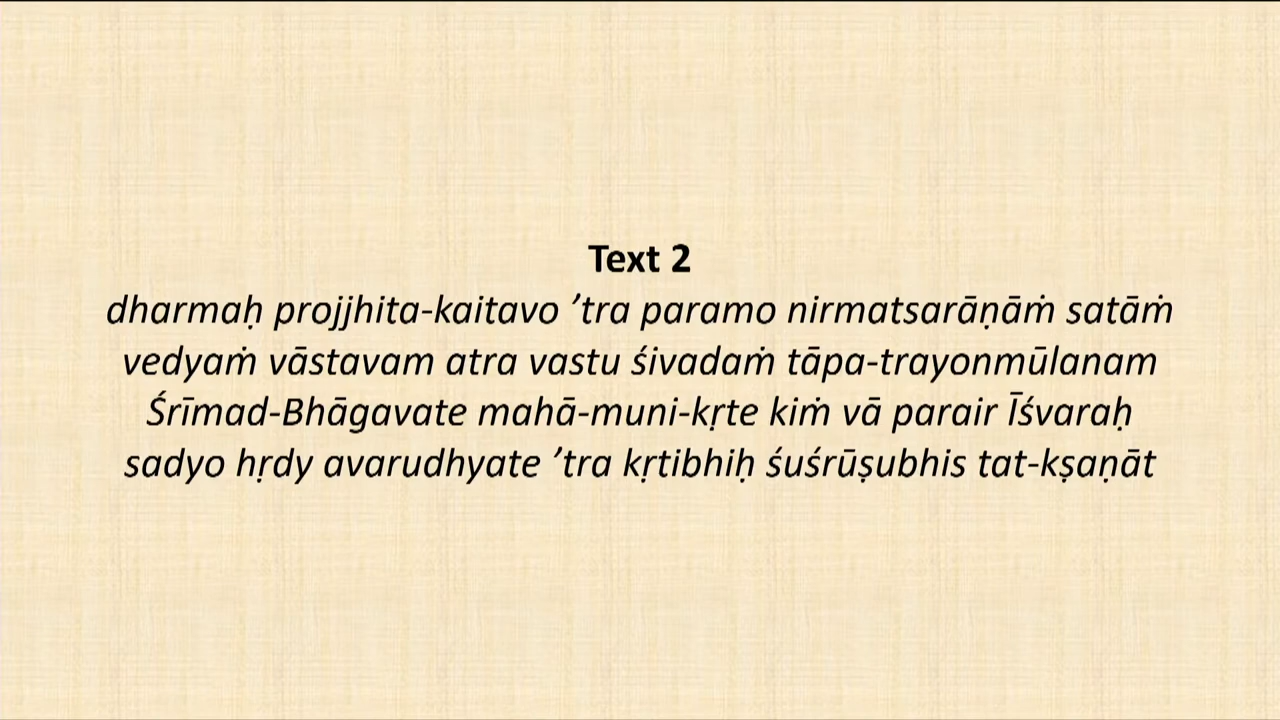 Text 2
dharmaḥ projjhita-kaitavo ’tra paramo nirmatsarāṇāṁ satāṁ
vedyaṁ vāstavam atra vastu śivadaṁ tāpa-trayonmūlanam
Śrīmad-Bhāgavate mahā-muni-kṛte kiṁ vā parair Īśvaraḥ
sadyo hṛdy avarudhyate ’tra kṛtibhiḥ śuśrūṣubhis tat-kṣaṇāt